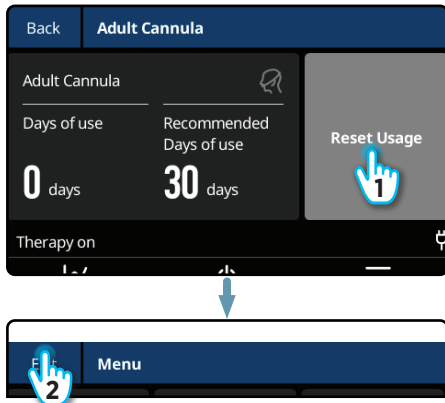 Back Adult Cannula
Adult Cannula
Days of use
Recommended
Days of use
0 days
30 days
Reset Usage
1
Therapy on
Menu
2